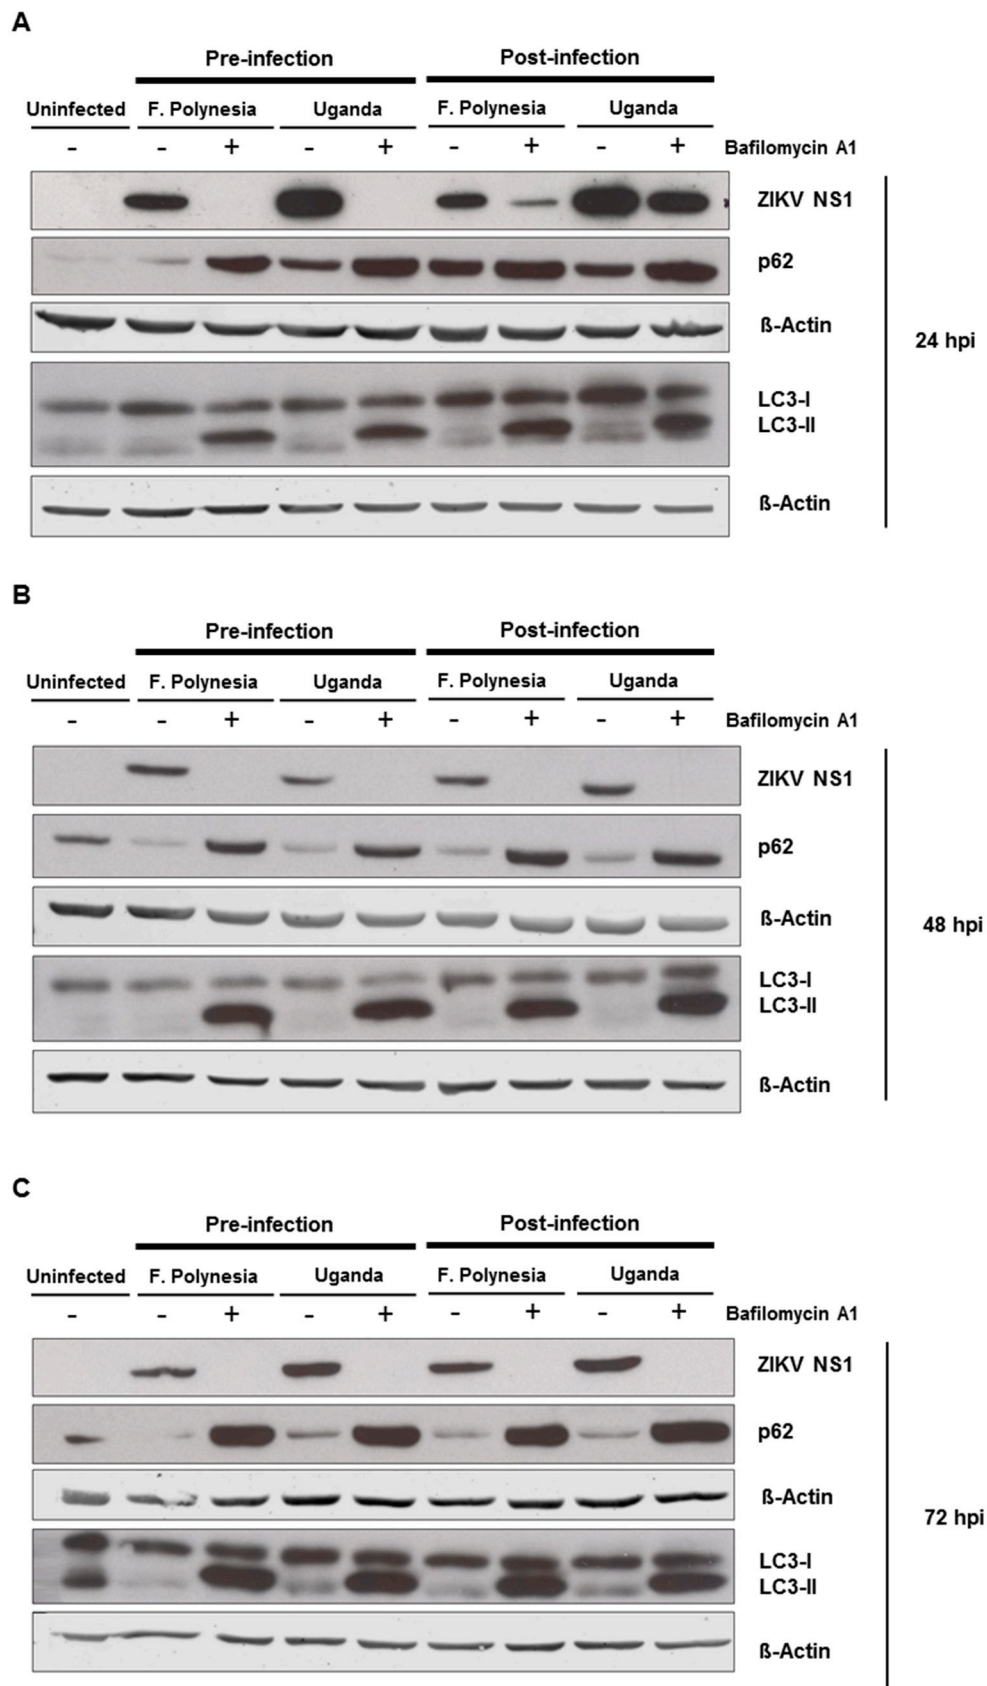 A
Pre-infection Post-infection
Uninfected F. Polynesia Uganda F. Polynesia Uganda
- - + - + - + - + Bafilomycin A1
ZIKV NS1
p62
ß-Actin
LC3-I
LC3-II
ß-Actin
24 hpi
B
Pre-infection Post-infection
Uninfected F. Polynesia Uganda F. Polynesia Uganda
- - + - + - + - + Bafilomycin A1
ZIKV NS1
p62
ß-Actin
LC3-I
LC3-II
ß-Actin
48 hpi
C
Pre-infection Post-infection
Uninfected F. Polynesia Uganda F. Polynesia Uganda
- - + - + - + - + Bafilomycin A1
ZIKV NS1
p62
ß-Actin
LC3-I
LC3-II
ß-Actin
72 hpi